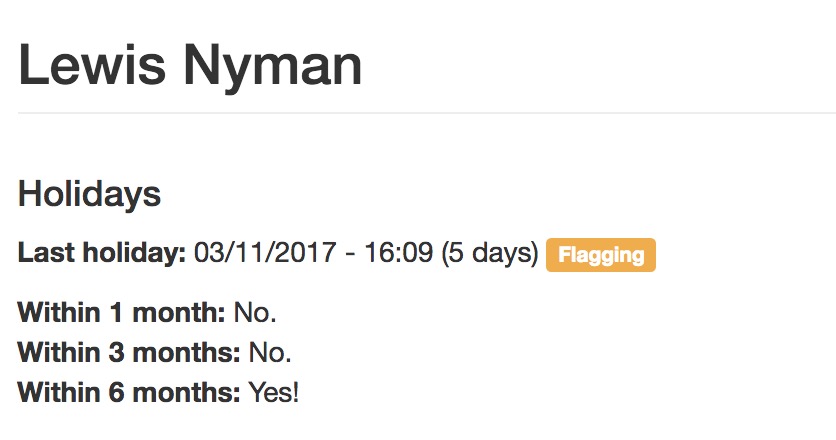 Lewis Nyman
Holidays
Last holiday: 03/11/2017 - 16:09 (5 days) Flagging
Within 1 month: No.
Within 3 months: No.
Within 6 months: Yes!